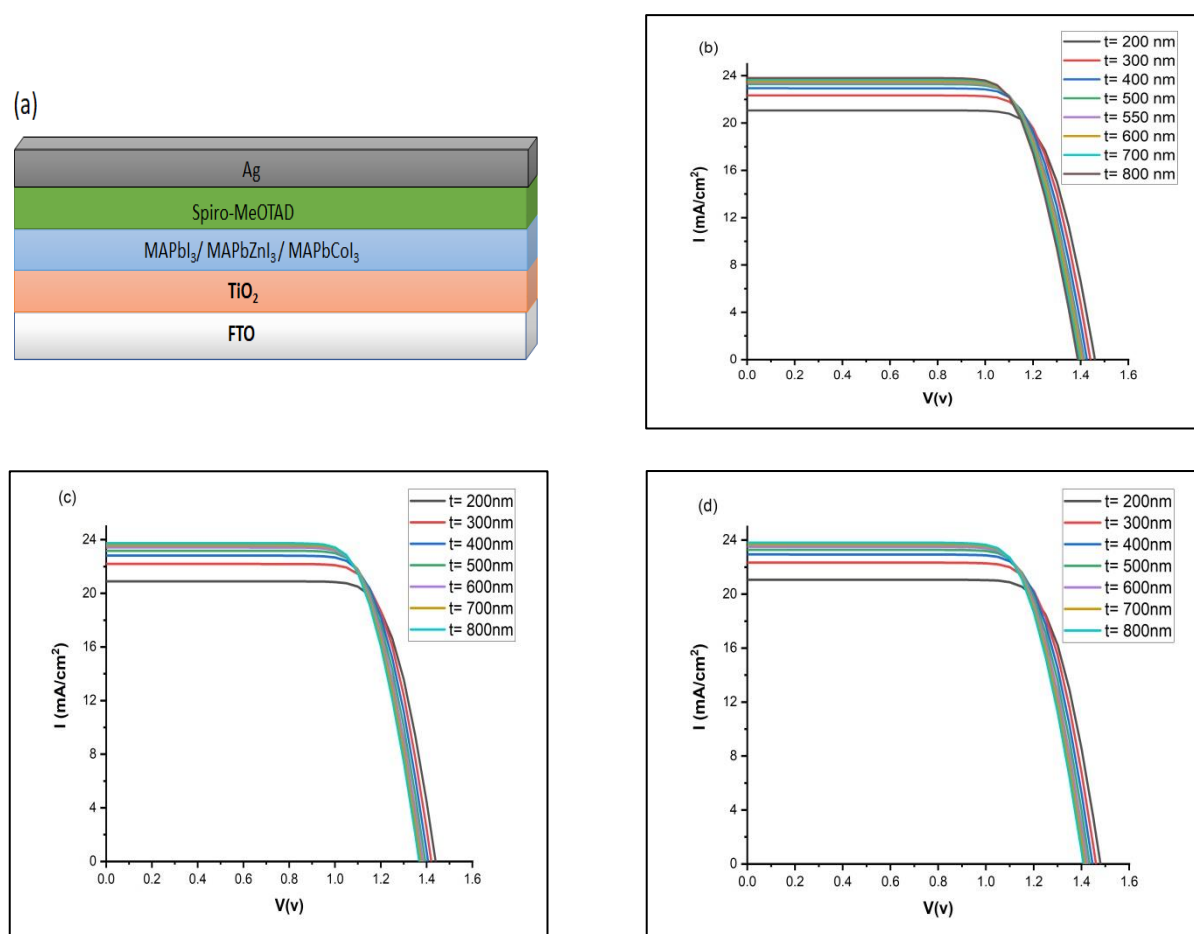 (a)
Ag
Spiro-MeOTAD
MAPbI₃/ MAPbZnI₃ / MAPbCoI₃
TiO₂
FTO
(b)
t= 200 nm
t= 300 nm
t= 400 nm
t= 500 nm
t= 550 nm
t= 600 nm
t= 700 nm
t= 800 nm
24
20
16
12
8
4
0
I (mA/cm²)
0.0 0.2 0.4 0.6 0.8 1.0 1.2 1.4 1.6
V(v)
(c)
t= 200nm
t= 300nm
t= 400nm
t= 500nm
t= 600nm
t= 700nm
t= 800nm
24
20
16
12
8
4
0
I (mA/cm²)
0.0 0.2 0.4 0.6 0.8 1.0 1.2 1.4 1.6
V(v)
(d)
t= 200nm
t= 300nm
t= 400nm
t= 500nm
t= 600nm
t= 700nm
t= 800nm
24
20
16
12
8
4
0
I (mA/cm²)
0.0 0.2 0.4 0.6 0.8 1.0 1.2 1.4 1.6
V(v)